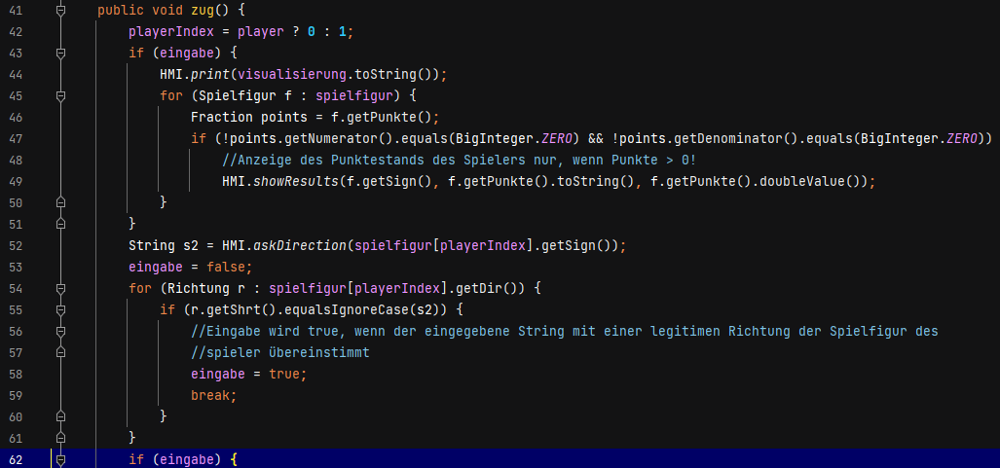 41 public void zug() {
42 playerIndex = player ? 0 : 1;
43 if (eingabe) {
44 HMI.print(visualisierung.toString());
45 for (Spielfigur f : spielfigur) {
46 Fraction points = f.getPunkte();
47 if (!points.getNumerator().equals(BigInteger.ZERO) && !points.getDenominator().equals(BigInteger.ZERO))
48 //Anzeige des Punktestands des Spielers nur, wenn Punkte > 0!
49 HMI.showResults(f.getSign(), f.getPunkte().toString(), f.getPunkte().doubleValue());
50 }
51 }
52 String s2 = HMI.askDirection(spielfigur[playerIndex].getSign());
53 eingabe = false;
54 for (Richtung r : spielfigur[playerIndex].getDir()) {
55 if (r.getShrt().equalsIgnoreCase(s2)) {
56 //Eingabe wird true, wenn der eingegebene String mit einer legitimen Richtung der Spielfigur des
57 //spieler übereinstimmt
58 eingabe = true;
59 break;
60 }
61 }
62 if (eingabe) {